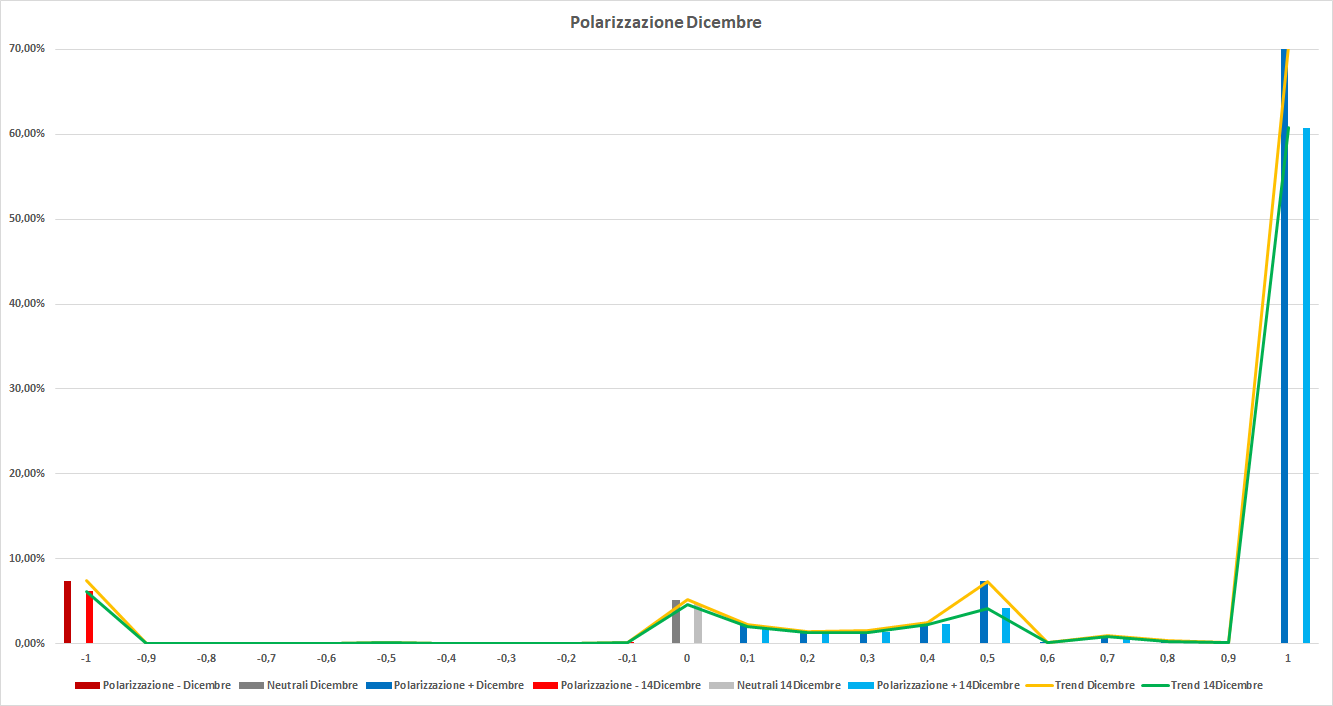 Polarizzazione Dicembre
70,00%
60,00%
50,00%
40,00%
30,00%
20,00%
10,00%
0,00%
-1 -0,9 -0,8 -0,7 -0,6 -0,5 -0,4 -0,3 -0,2 -0,1 0 0,1 0,2 0,3 0,4 0,5 0,6 0,7 0,8 0,9 1
Polarizzazione - Dicembre Neutrali Dicembre Polarizzazione + Dicembre Polarizzazione - 14Dicembre Neutrali 14Dicembre Polarizzazione + 14Dicembre Trend Dicembre Trend 14Dicembre